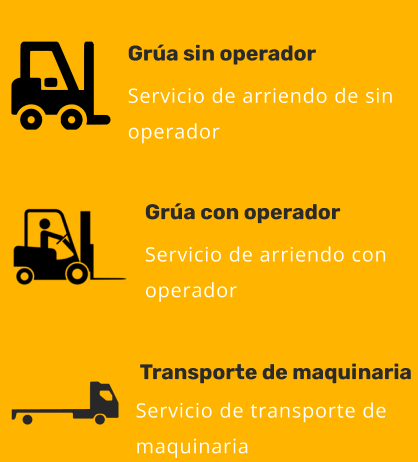 Grúa sin operador
Servicio de arriendo de sin
operador
Grúa con operador
Servicio de arriendo con
operador
Transporte de maquinaria
Servicio de transporte de
maquinaria